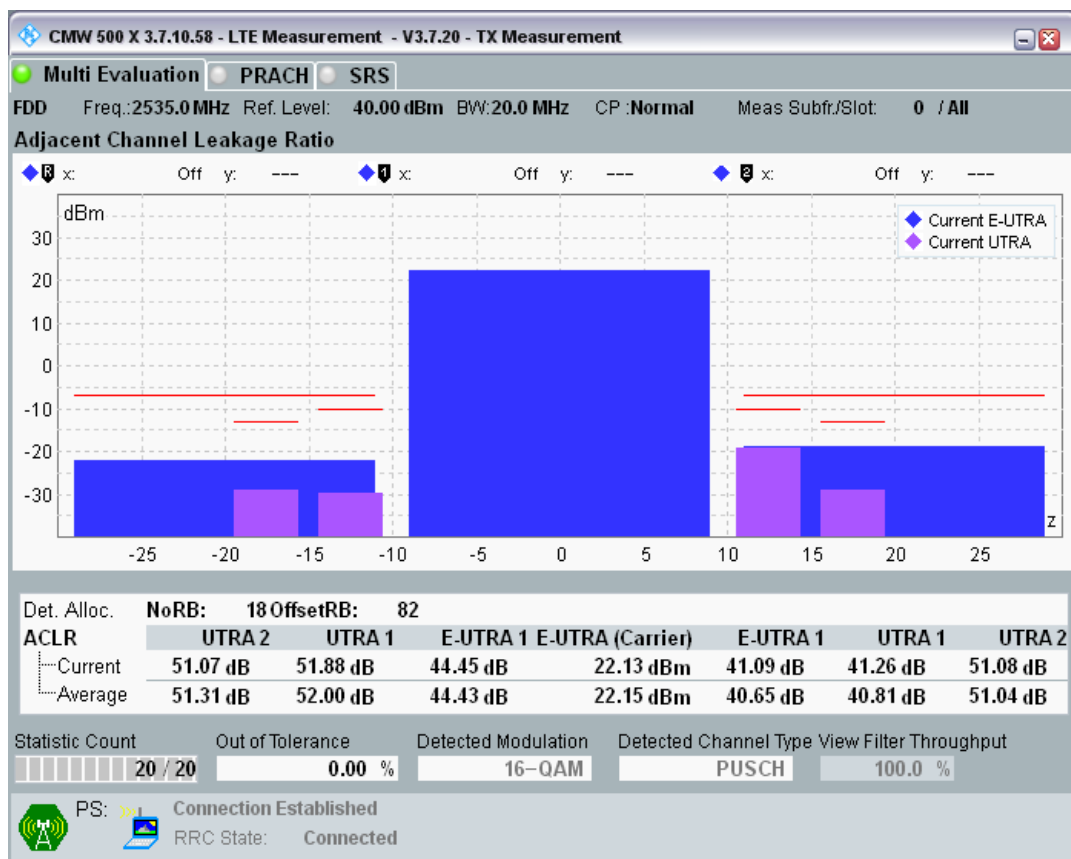 CMW 500 X 3.7.10.58 - LTE Measurement - V3.7.20 - TX Measurement
Multi Evaluation PRACH SRS
FDD Freq.:2535.0 MHz Ref. Level: 40.00 dBm BW:20.0 MHz CP :Normal Meas Subfr./Slot: 0 / All
Adjacent Channel Leakage Ratio
R x: Off y: --- 1 x: Off y: --- 2 x: Off y: ---
dBm
Current E-UTRA
Current UTRA
30
20
10
0
-10
-20
-30
z
-25 -20 -15 -10 -5 0 5 10 15 20 25
Det. Alloc. NoRB: 18 OffsetRB: 82
ACLR UTRA 2 UTRA 1 E-UTRA 1 E-UTRA (Carrier) E-UTRA 1 UTRA 1 UTRA 2
Current 51.07 dB 51.88 dB 44.45 dB 22.13 dBm 41.09 dB 41.26 dB 51.08 dB
Average 51.31 dB 52.00 dB 44.43 dB 22.15 dBm 40.65 dB 40.81 dB 51.04 dB
Statistic Count Out of Tolerance Detected Modulation Detected Channel Type View Filter Throughput
20 / 20 0.00 % 16-QAM PUSCH 100.0 %
PS: Connection Established
RRC State: Connected